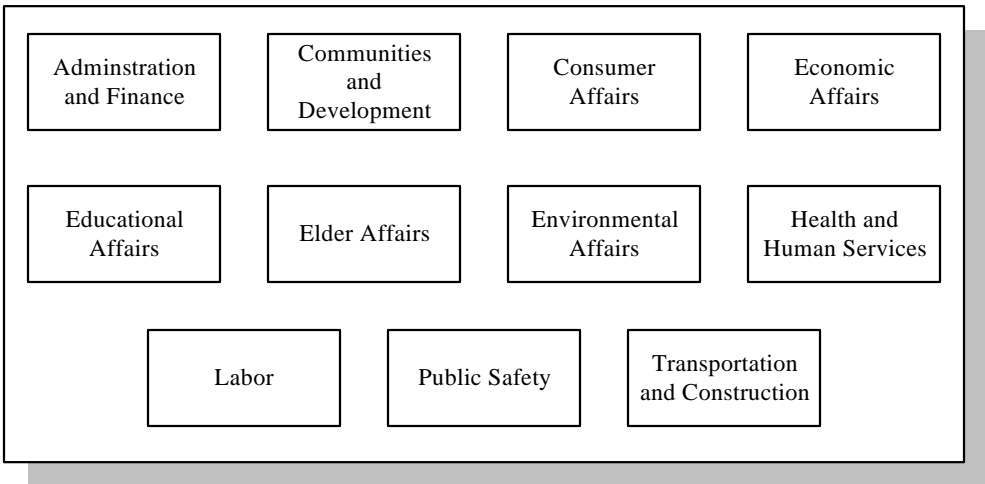 Adminstration
and Finance
Communities
and
Development
Consumer
Affairs
Economic
Affairs
Educational
Affairs
Elder Affairs
Environmental
Affairs
Health and
Human Services
Labor
Public Safety
Transportation
and Construction